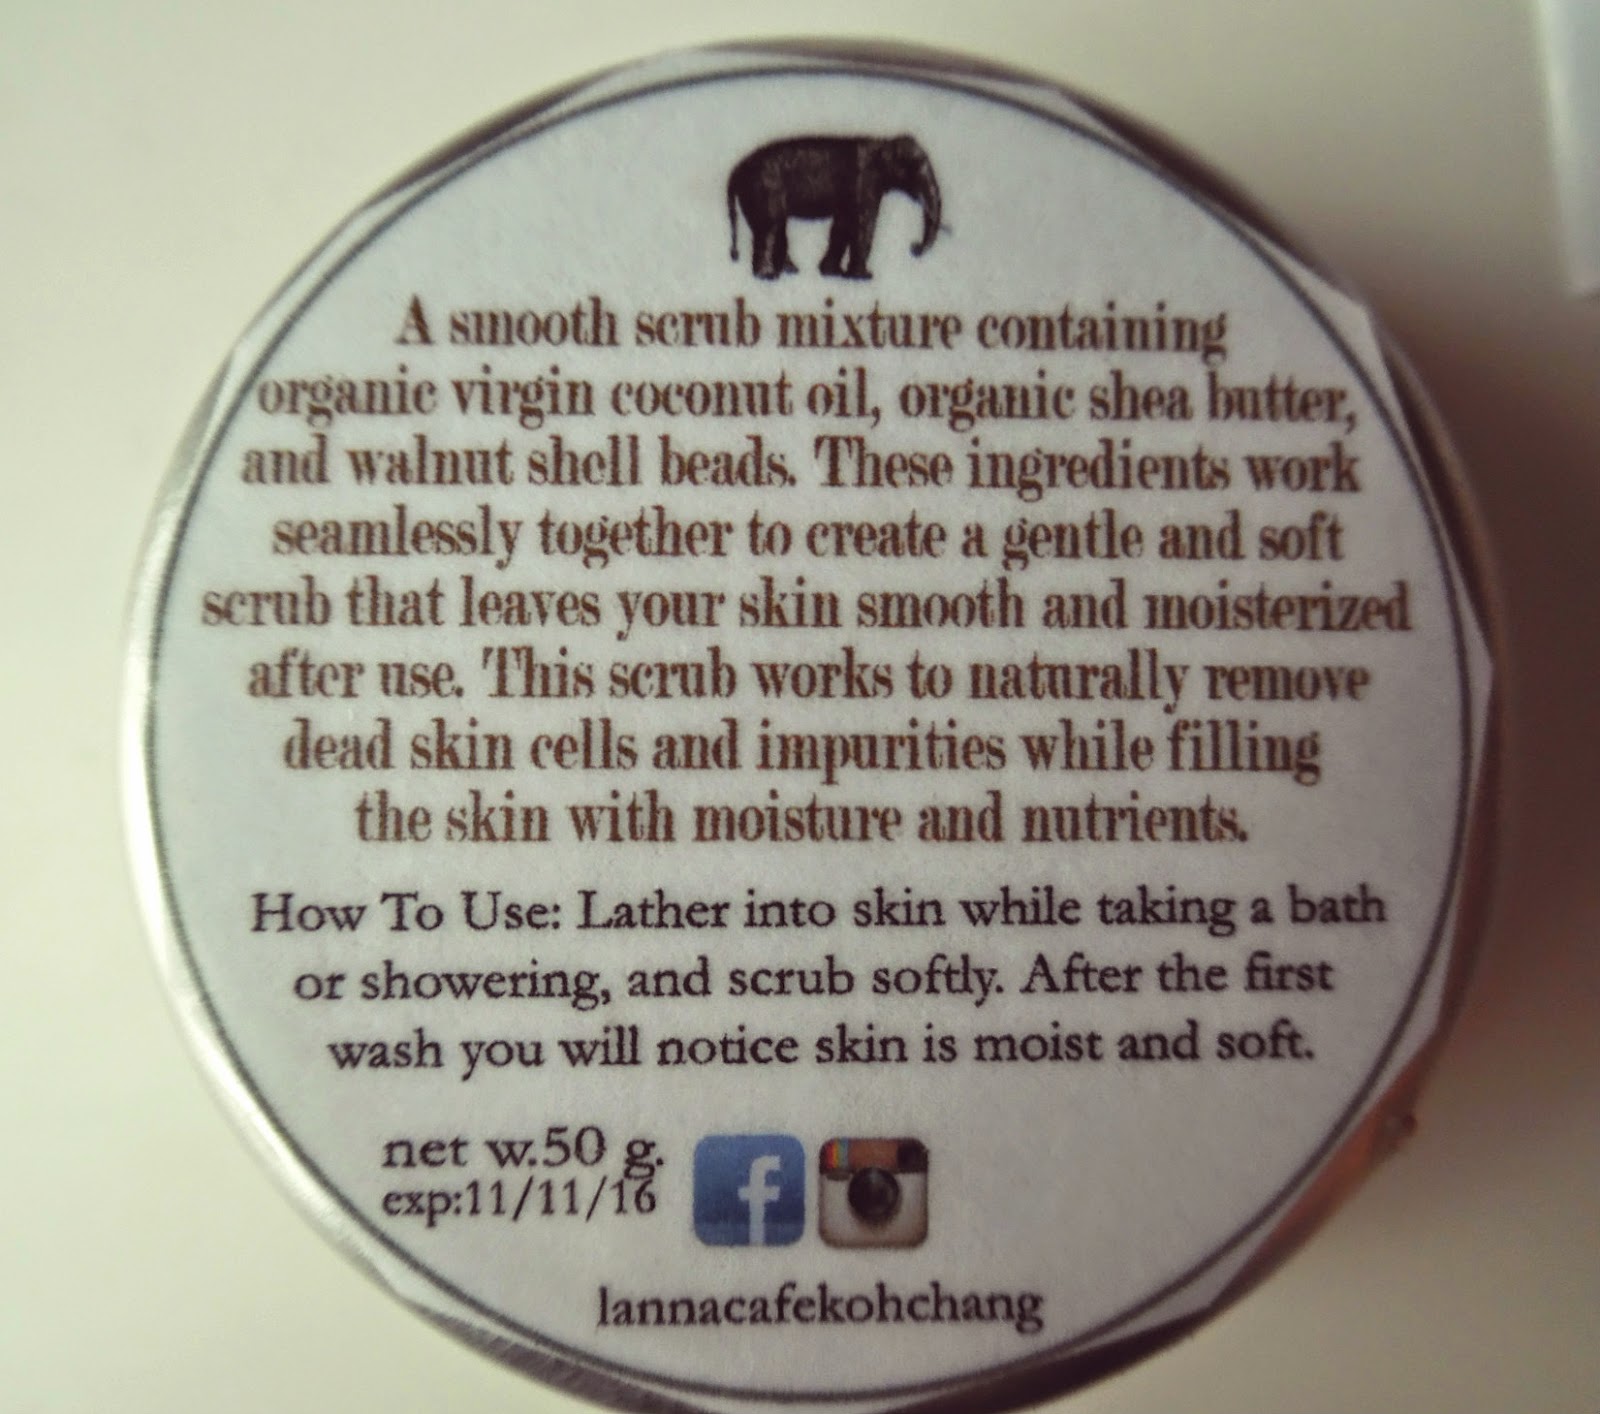 A smooth scrub mixture containing
organic virgin coconut oil, organic shea butter,
and walnut shell beads. These ingredients work
seamlessly together to create a gentle and soft
scrub that leaves your skin smooth and moisterized
after use. This scrub works to naturally remove
dead skin cells and impurities while filling
the skin with moisture and nutrients.
How To Use: Lather into skin while taking a bath
or showering, and scrub softly. After the first
wash you will notice skin is moist and soft.
net w.50 g.
exp:11/11/16
f
lannacafekohchang